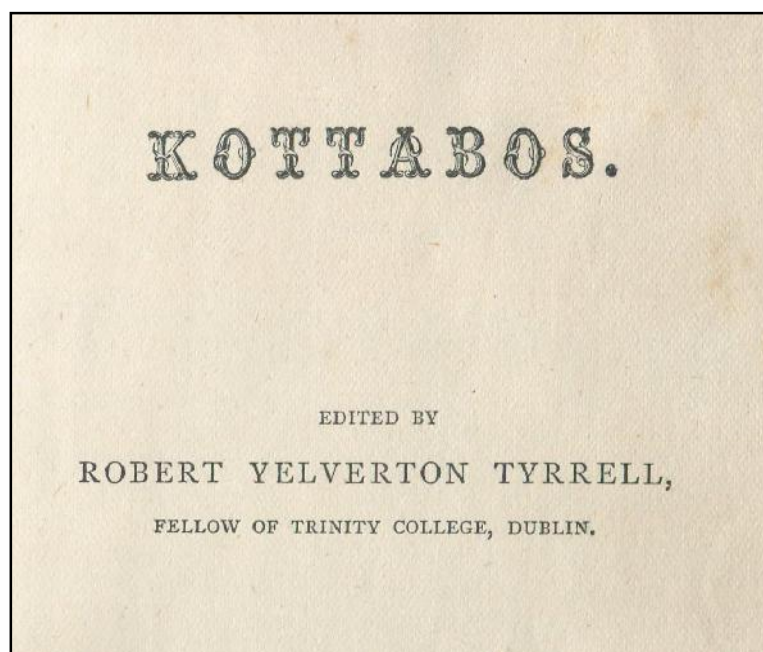 KOTTABOS.
EDITED BY
ROBERT YELVERTON TYRRELL,
FELLOW OF TRINITY COLLEGE, DUBLIN.